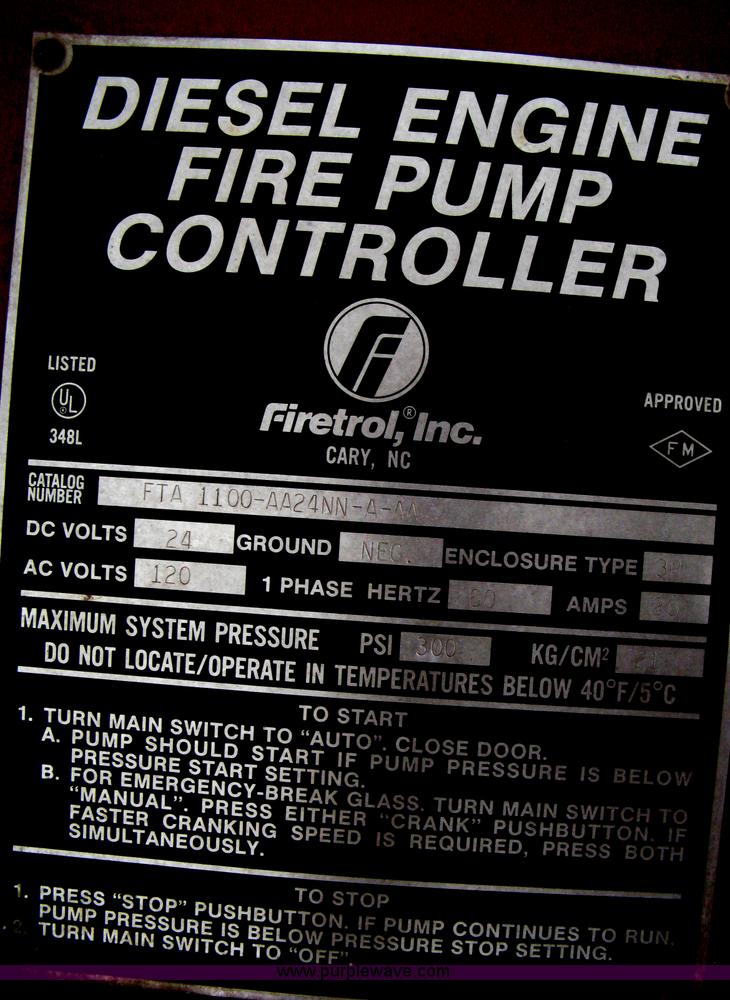 DIESEL ENGINE
FIRE PUMP
CONTROLLER
LISTED
UL
348L
Firetrol,® Inc.
CARY, NC
APPROVED
FM
CATALOG NUMBER FTA 1100-AA24NN-A-AA
DC VOLTS 24 GROUND NEG. ENCLOSURE TYPE
AC VOLTS 120 1 PHASE HERTZ 60 AMPS
MAXIMUM SYSTEM PRESSURE PSI 300 KG/CM² 21
DO NOT LOCATE/OPERATE IN TEMPERATURES BELOW 40°F/5°C
TO START
1. TURN MAIN SWITCH TO "AUTO". CLOSE DOOR.
A. PUMP SHOULD START IF PUMP PRESSURE IS BELOW
PRESSURE START SETTING.
B. FOR EMERGENCY-BREAK GLASS. TURN MAIN SWITCH TO
"MANUAL". PRESS EITHER "CRANK" PUSHBUTTON. IF
FASTER CRANKING SPEED IS REQUIRED, PRESS BOTH
SIMULTANEOUSLY.
TO STOP
1. PRESS "STOP" PUSHBUTTON. IF PUMP CONTINUES TO RUN,
PUMP PRESSURE IS BELOW PRESSURE STOP SETTING.
2. TURN MAIN SWITCH TO "OFF".
www.purplewave.com